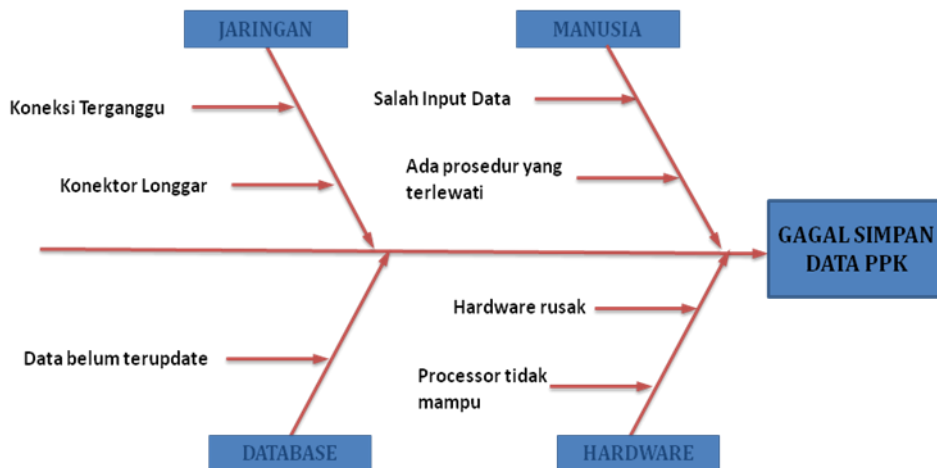 JARINGAN
MANUSIA
Koneksi Terganggu
Salah Input Data
Konektor Longgar
Ada prosedur yang
terlewati
GAGAL SIMPAN
DATA PPK
Hardware rusak
Data belum terupdate
Processor tidak
mampu
DATABASE
HARDWARE